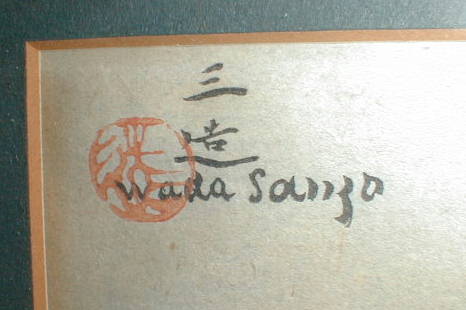 三
造
Wada Sanzo